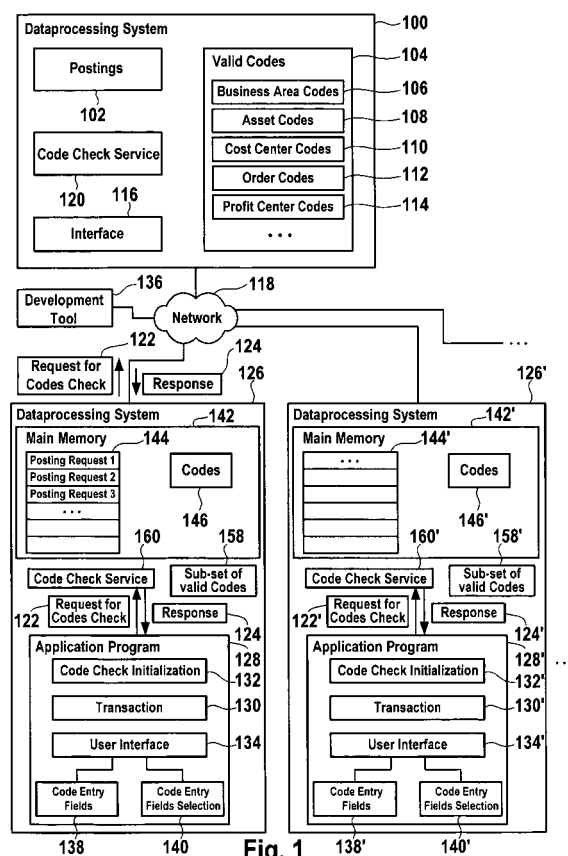 Dataprocessing System
100
Postings
102
Code Check Service
120
116
Interface
Valid Codes
104
Business Area Codes
106
Asset Codes
108
Cost Center Codes
110
Order Codes
112
Profit Center Codes
114
• • •
136
Development
Tool
118
Network
• • •
122
Request for
Codes Check
124
Response
126
Dataprocessing System
142
Main Memory
144
Posting Request 1
Posting Request 2
Posting Request 3
• • •
Codes
146
160
158
Code Check Service
Sub-set of
valid Codes
122
Request for
Codes Check
Response
124
Application Program
128
Code Check Initialization
132
Transaction
130
User Interface
134
Code Entry
Fields
Code Entry
Fields Selection
138
140
126'
Dataprocessing System
142'
Main Memory
144'
• • •
Codes
146'
160'
158'
Code Check Service
Sub-set of
valid Codes
122'
Request for
Codes Check
Response
124'
Application Program
128'
Code Check Initialization
132'
Transaction
130'
User Interface
134'
Code Entry
Fields
Code Entry
Fields Selection
138'
140'
• •
Fig. 1